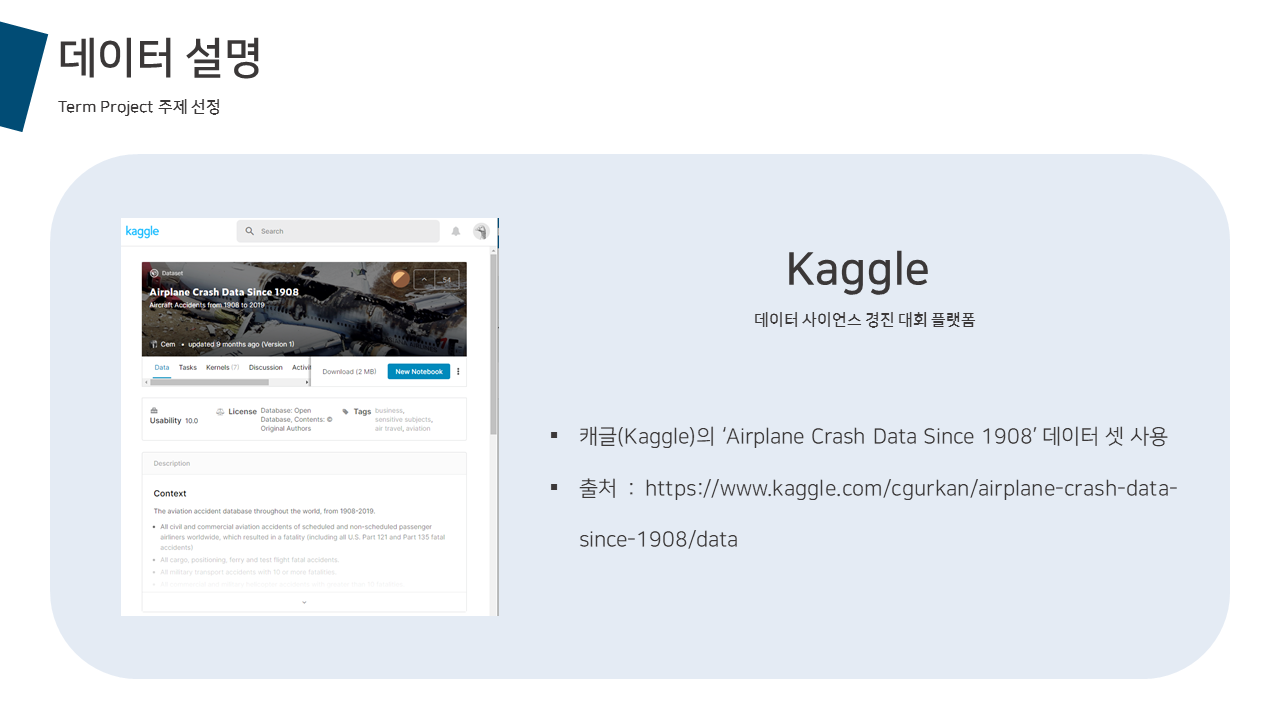 데이터 설명
Term Project 주제 선정
kaggle
Search
Dataset
54
Airplane Crash Data Since 1908
Aircraft Accidents from 1908 to 2019
Cem • updated 9 months ago (Version 1)
Data Tasks Kernels (7) Discussion Activi
Download (2 MB)
New Notebook
Usability 10.0
License Database: Open
Database, Contents: ©
Original Authors
Tags business,
sensitive subjects,
air travel, aviation
Description
Context
The aviation accident database throughout the world, from 1908-2019.
• All civil and commercial aviation accidents of scheduled and non-scheduled passenger
airliners worldwide, which resulted in a fatality (including all U.S. Part 121 and Part 135 fatal
accidents)
• All cargo, positioning, ferry and test flight fatal accidents.
• All military transport accidents with 10 or more fatalities.
Kaggle
데이터 사이언스 경진 대회 플랫폼
▪ 캐글(Kaggle)의 ‘Airplane Crash Data Since 1908’ 데이터 셋 사용
▪ 출처 : https://www.kaggle.com/cgurkan/airplane-crash-data-
since-1908/data